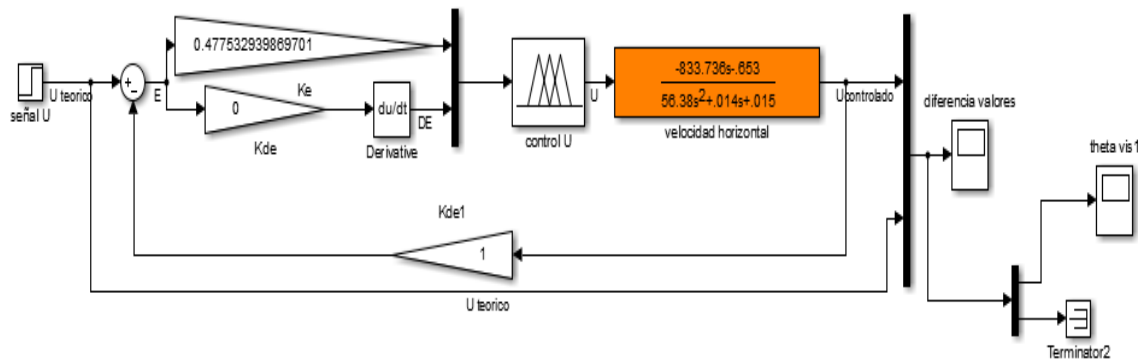 0.477532939869701
señal U
U teorico
+
-
E
Ke
0
Kde
du/dt
Derivative
DE
control U
U
-833.736s-.653
56.38s2+.014s+.015
velocidad horizontal
Ucontrolado
diferencia valores
theta vis1
Kde1
1
U teorico
Terminator2